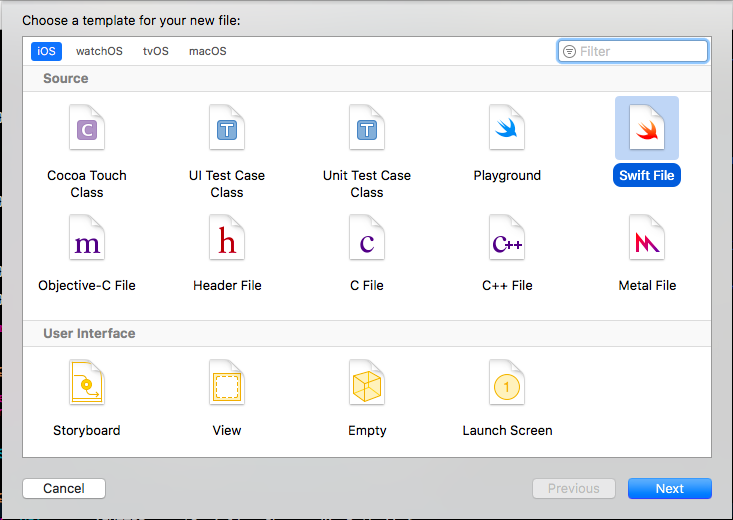 Choose a template for your new file:
iOS watchOS tvOS macOS Filter
Source
C T T
Cocoa Touch Class UI Test Case Class Unit Test Case Class Playground Swift File
m h c C++
Objective-C File Header File C File C++ File Metal File
User Interface
1
Storyboard View Empty Launch Screen
Cancel Previous Next